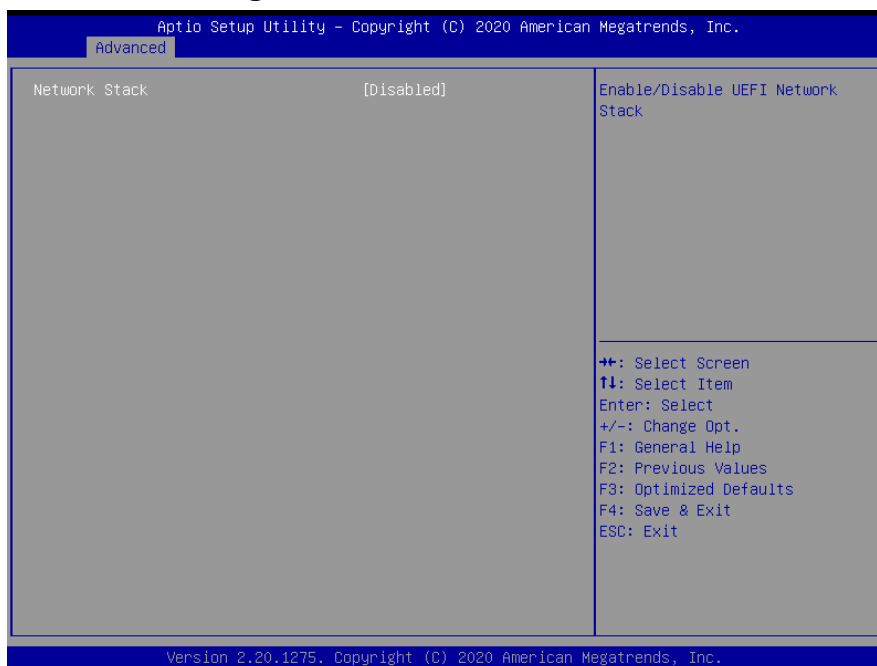 Aptio Setup Utility – Copyright (C) 2020 American Megatrends, Inc.
Advanced
Network Stack [Disabled]
Enable/Disable UEFI Network
Stack
→←: Select Screen
↑↓: Select Item
Enter: Select
+/-: Change Opt.
F1: General Help
F2: Previous Values
F3: Optimized Defaults
F4: Save & Exit
ESC: Exit
Version 2.20.1275. Copyright (C) 2020 American Megatrends, Inc.